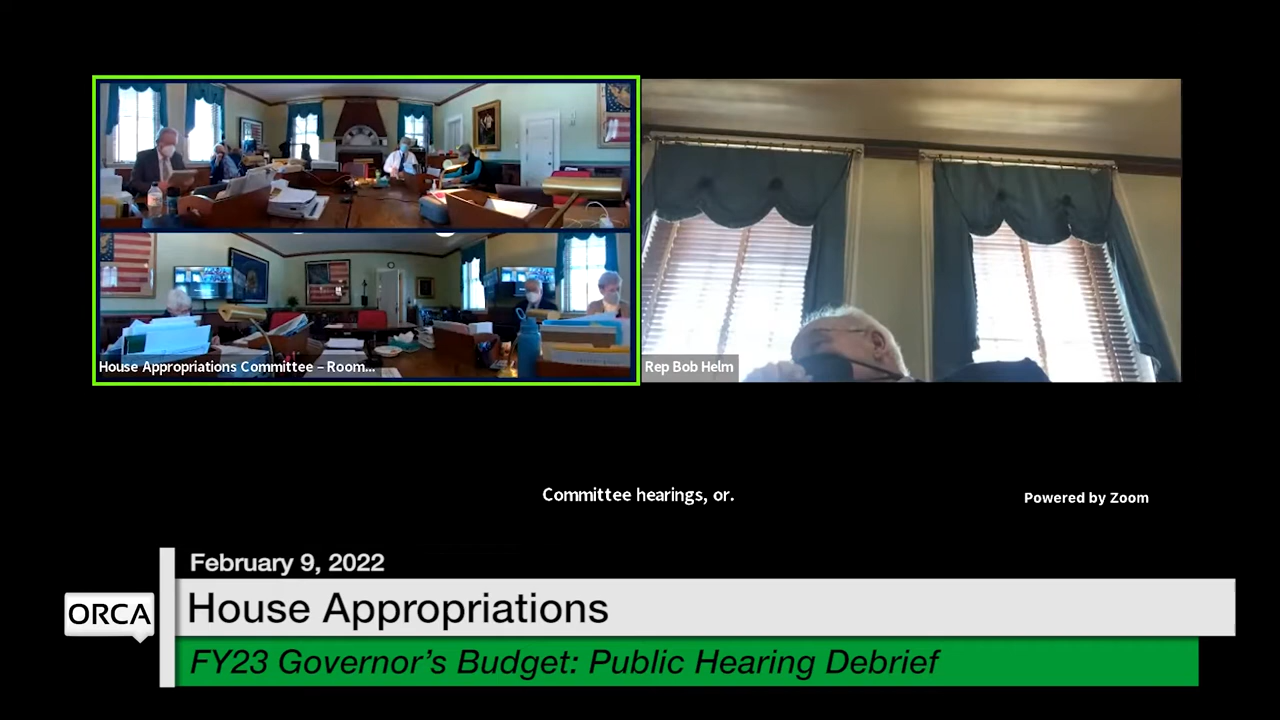 House Appropriations Committee – Room...
Rep Bob Helm
Committee hearings, or.
Powered by Zoom
February 9, 2022
ORCA
House Appropriations
FY23 Governor's Budget: Public Hearing Debrief